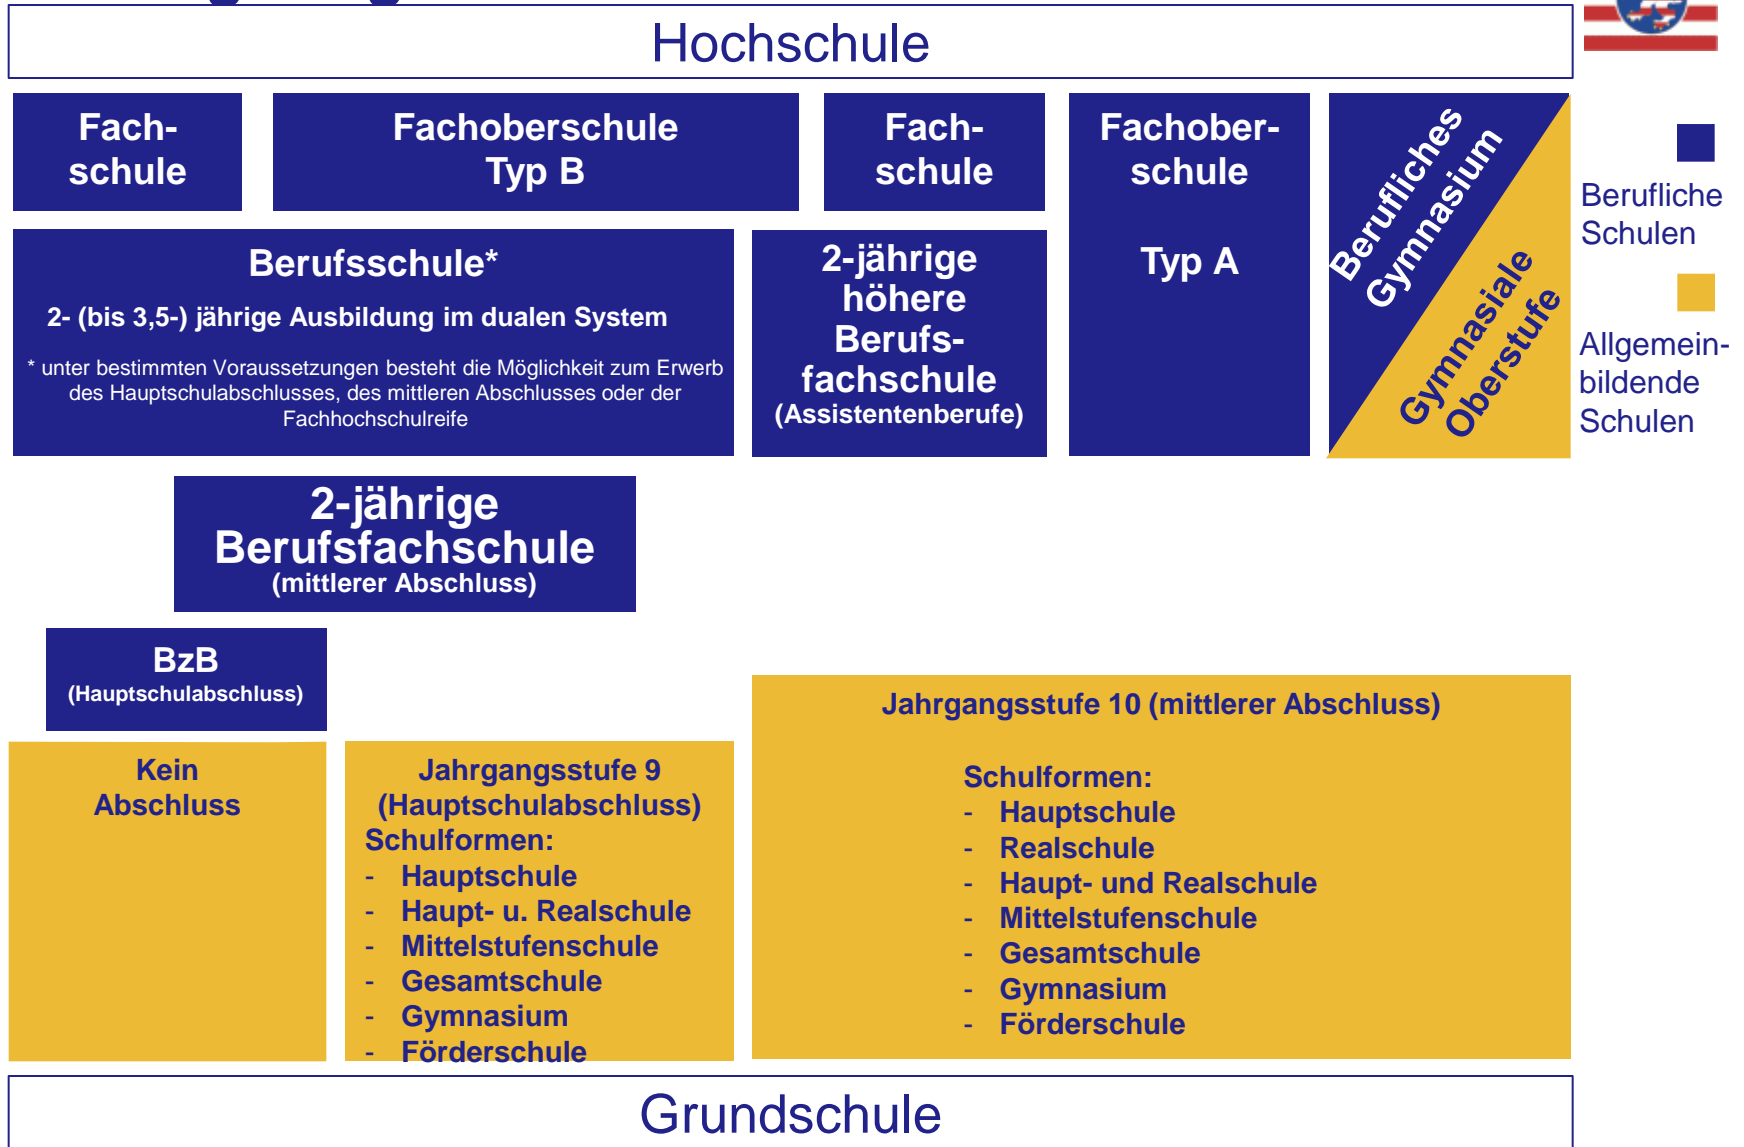 Hochschule
Fach-
schule
Fachoberschule
Typ B
Fach-
schule
Fachober-
schule
Typ A
Berufliches
Gymnasium
Gymnasiale
Oberstufe
Berufliche
Schulen
Allgemein-
bildende
Schulen
Berufsschule*
2- (bis 3,5-) jährige Ausbildung im dualen System
* unter bestimmten Voraussetzungen besteht die Möglichkeit zum Erwerb
des Hauptschulabschlusses, des mittleren Abschlusses oder der
Fachhochschulreife
2-jährige
höhere
Berufs-
fachschule
(Assistentenberufe)
2-jährige
Berufsfachschule
(mittlerer Abschluss)
BzB
(Hauptschulabschluss)
Kein
Abschluss
Jahrgangsstufe 9
(Hauptschulabschluss)
Schulformen:
- Hauptschule
- Haupt- u. Realschule
- Mittelstufenschule
- Gesamtschule
- Gymnasium
- Förderschule
Jahrgangsstufe 10 (mittlerer Abschluss)
Schulformen:
- Hauptschule
- Realschule
- Haupt- und Realschule
- Mittelstufenschule
- Gesamtschule
- Gymnasium
- Förderschule
Grundschule